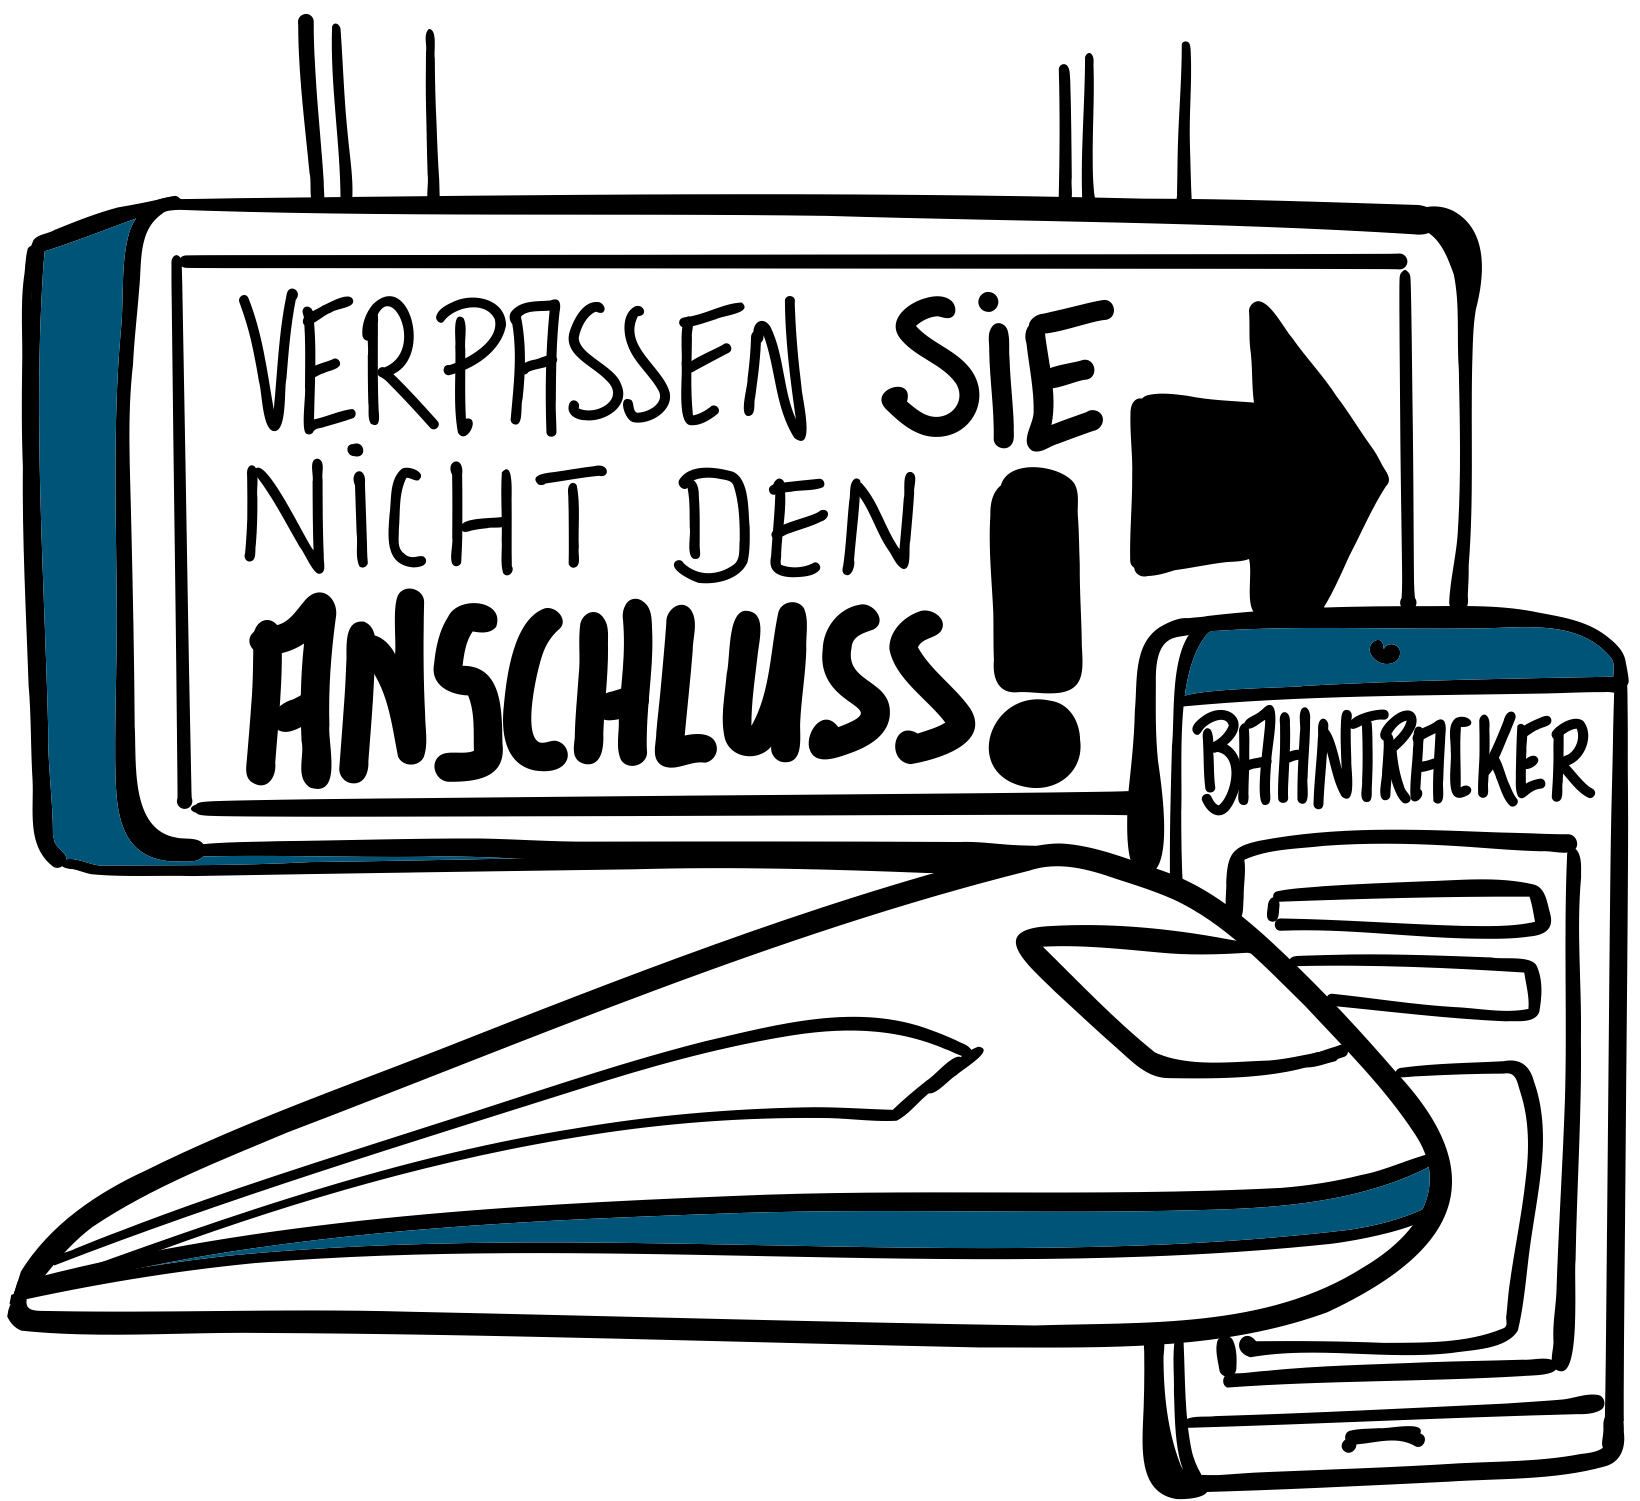 VERPASSEN SiE
NiCHT DEN
ANSCHLUSS!
BAHNTRACKER